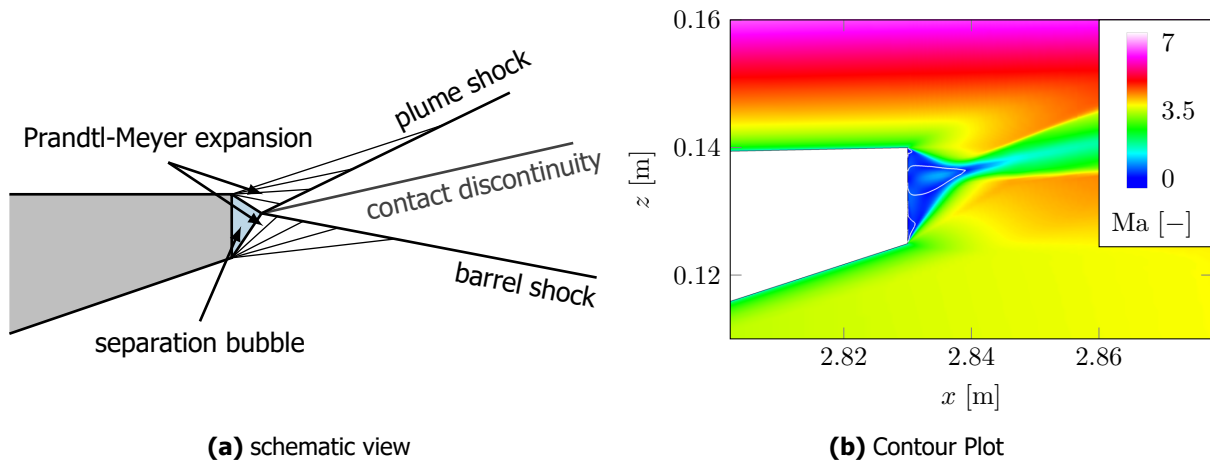 Prandtl-Meyer expansion
plume shock
contact discontinuity
barrel shock
separation bubble
(a) schematic view
0.16
0.14
0.12
z [m]
2.82
2.84
2.86
x [m]
7
3.5
0
Ma [−]
(b) Contour Plot